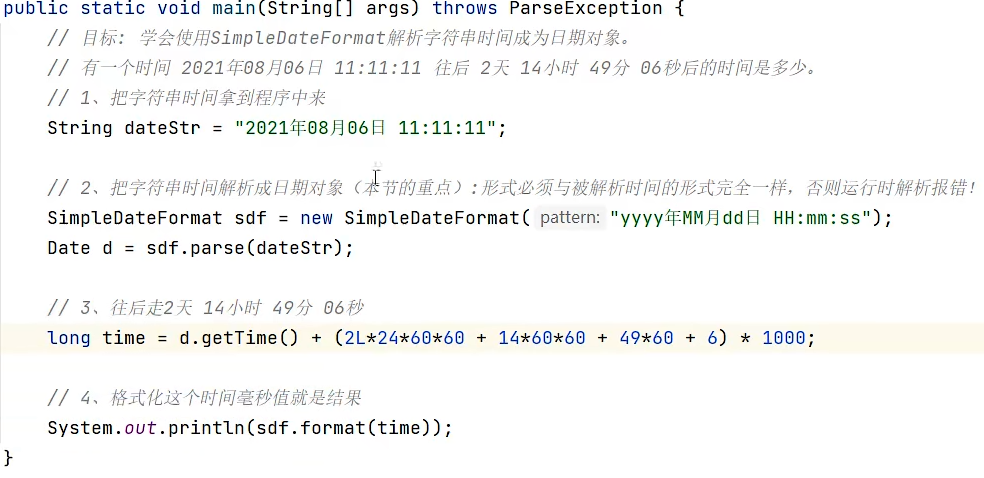 public static void main(String[] args) throws ParseException {
// 目标: 学会使用SimpleDateFormat解析字符串时间成为日期对象。
// 有一个时间 2021年08月06日 11:11:11 往后 2天 14小时 49分 06秒后的时间是多少。
// 1、把字符串时间拿到程序中来
String dateStr = "2021年08月06日 11:11:11";
// 2、把字符串时间解析成日期对象（本节的重点）:形式必须与被解析时间的形式完全一样，否则运行时解析报错！
SimpleDateFormat sdf = new SimpleDateFormat( pattern: "yyyy年MM月dd日 HH:mm:ss");
Date d = sdf.parse(dateStr);
// 3、往后走2天 14小时 49分 06秒
long time = d.getTime() + (2L*24*60*60 + 14*60*60 + 49*60 + 6) * 1000;
// 4、格式化这个时间毫秒值就是结果
System.out.println(sdf.format(time));
}